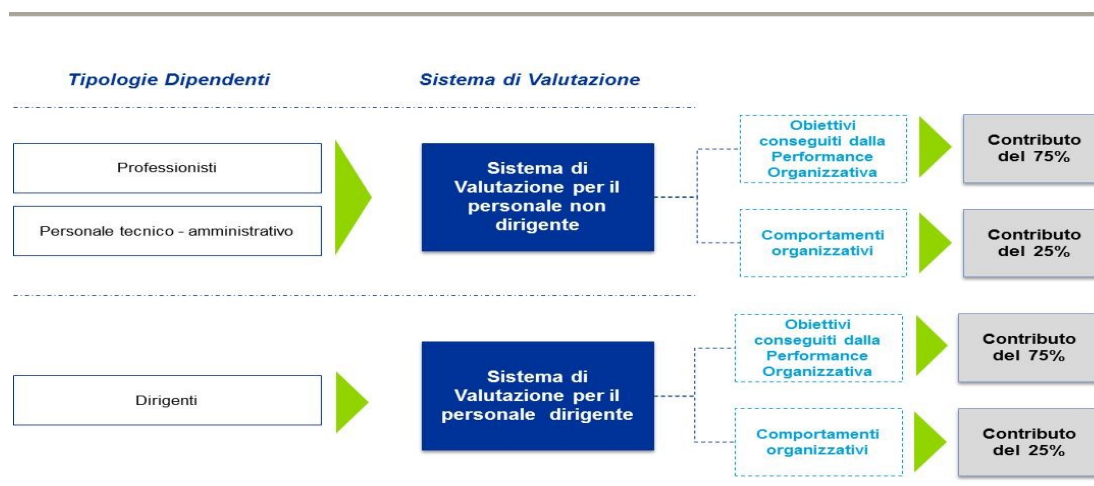 Tipologie Dipendenti
Sistema di Valutazione
Professionisti
Personale tecnico - amministrativo
Sistema di
Valutazione per il
personale non
dirigente
Obiettivi
conseguiti dalla
Performance
Organizzativa
Contributo
del 75%
Comportamenti
organizzativi
Contributo
del 25%
Dirigenti
Sistema di
Valutazione per il
personale dirigente
Obiettivi
conseguiti dalla
Performance
Organizzativa
Contributo
del 75%
Comportamenti
organizzativi
Contributo
del 25%